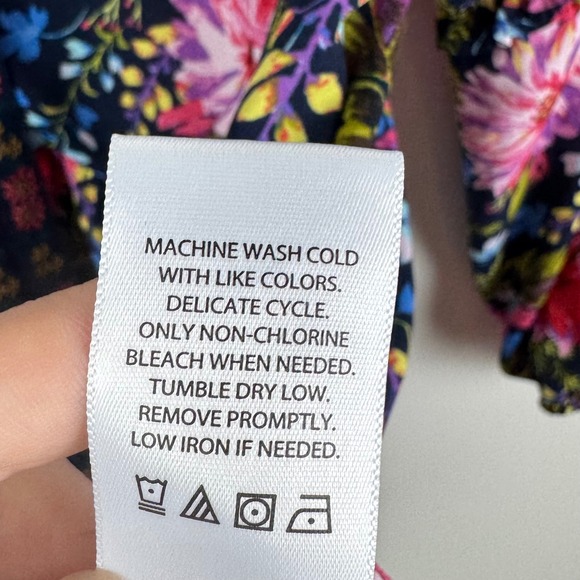 MACHINE WASH COLD
WITH LIKE COLORS.
DELICATE CYCLE.
ONLY NON-CHLORINE
BLEACH WHEN NEEDED.
TUMBLE DRY LOW.
REMOVE PROMPTLY.
LOW IRON IF NEEDED.